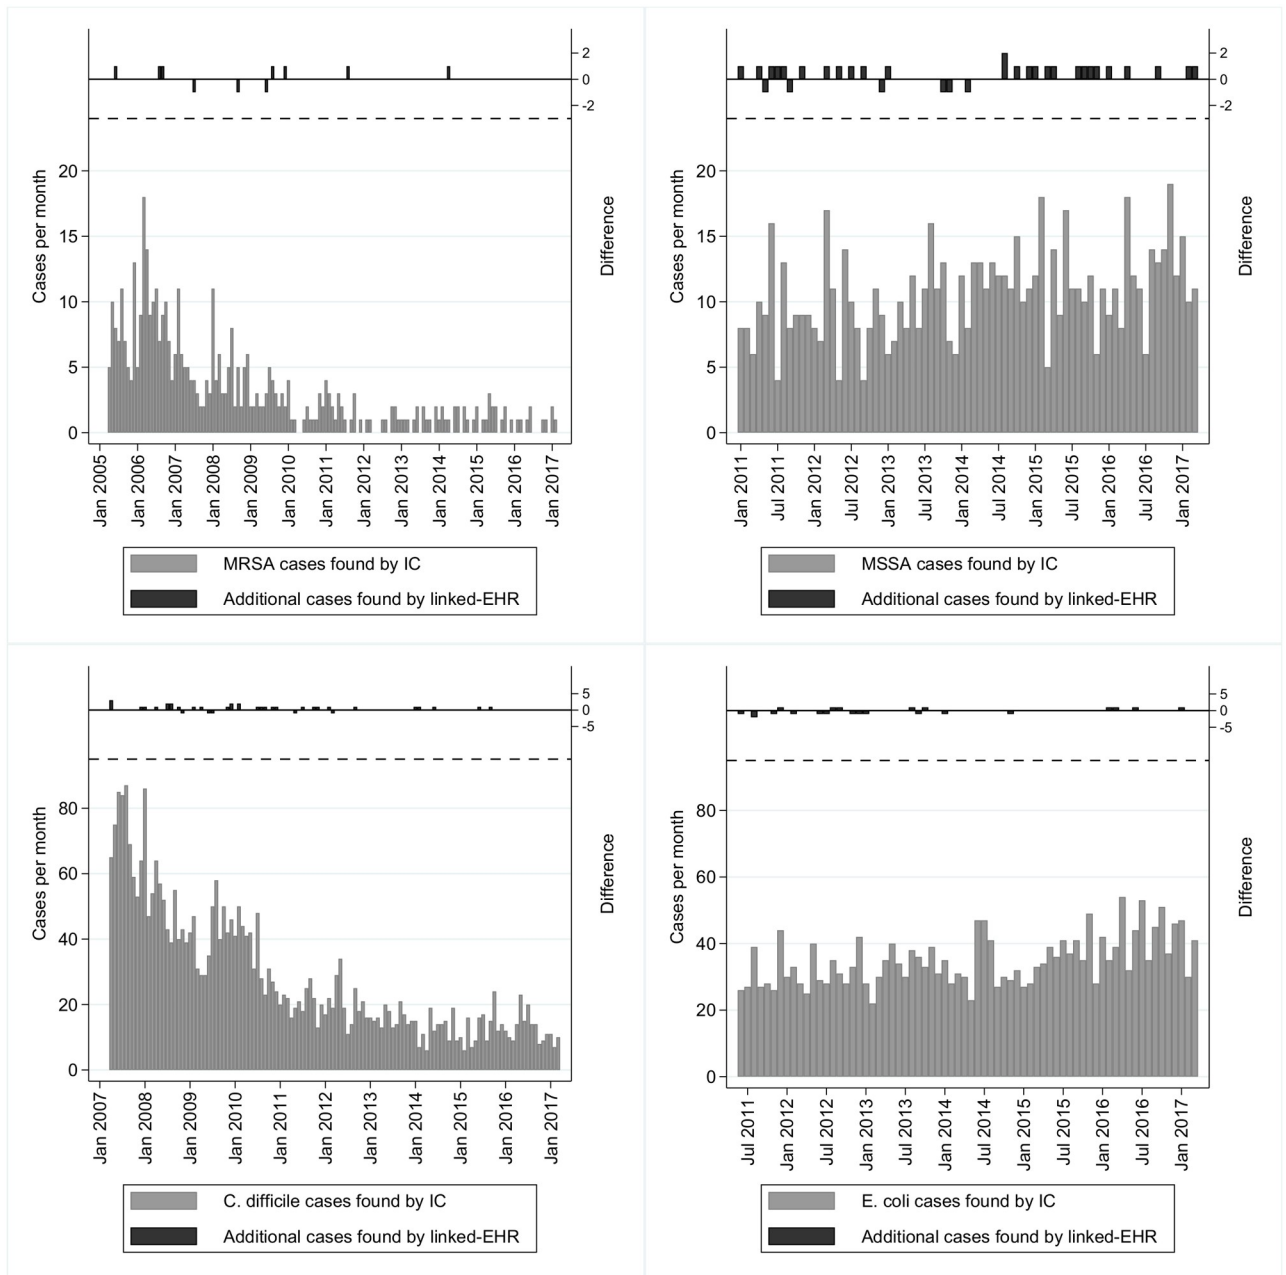 2
0
-2
20
15
10
5
0
Cases per month
Difference
Jan 2005
Jan 2006
Jan 2007
Jan 2008
Jan 2009
Jan 2010
Jan 2011
Jan 2012
Jan 2013
Jan 2014
Jan 2015
Jan 2016
Jan 2017
MRSA cases found by IC
Additional cases found by linked-EHR
2
0
-2
20
15
10
5
0
Cases per month
Difference
Jan 2011
Jul 2011
Jan 2012
Jul 2012
Jan 2013
Jul 2013
Jan 2014
Jul 2014
Jan 2015
Jul 2015
Jan 2016
Jul 2016
Jan 2017
MSSA cases found by IC
Additional cases found by linked-EHR
5
0
-5
80
60
40
20
0
Cases per month
Difference
Jan 2007
Jan 2008
Jan 2009
Jan 2010
Jan 2011
Jan 2012
Jan 2013
Jan 2014
Jan 2015
Jan 2016
Jan 2017
C. difficile cases found by IC
Additional cases found by linked-EHR
5
0
-5
80
60
40
20
0
Cases per month
Difference
Jul 2011
Jan 2012
Jul 2012
Jan 2013
Jul 2013
Jan 2014
Jul 2014
Jan 2015
Jul 2015
Jan 2016
Jul 2016
Jan 2017
E. coli cases found by IC
Additional cases found by linked-EHR